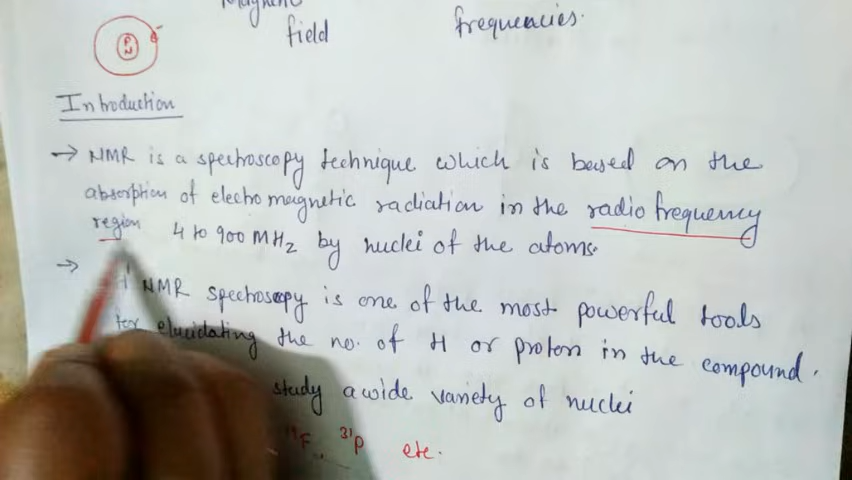 Magnetic
field frequencies.
P
N
Introduction
→ NMR is a spectroscopy technique which is based on the
absorption of electromagnetic radiation in the radio frequency
region 4 to 900 MHz by nuclei of the atoms.
→ NMR spectroscopy is one of the most powerful tools
for elucidating the no. of H or proton in the compound.
study a wide variety of nuclei
F, ³¹P etc.